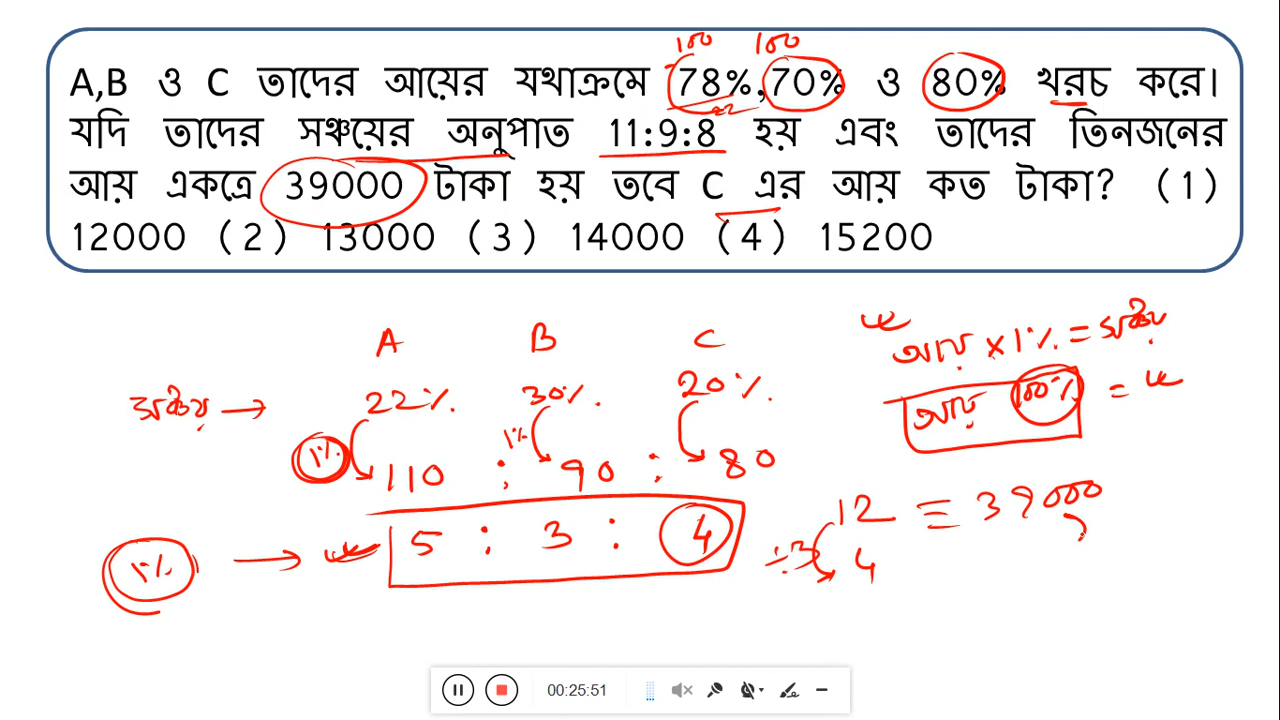 100 100
A,B ও C তাদের আয়ের যথাক্রমে 78%,70% ও 80% খরচ করে।
যদি তাদের সঞ্চয়ের অনুপাত 11:9:8 হয় এবং তাদের তিনজনের
আয় একত্রে 39000 টাকা হয় তবে C এর আয় কত টাকা? (1)
12000 (2) 13000 (3) 14000 (4) 15200
A B C
সঞ্চয় → 22% 30% 20%
আয় × 1% = সঞ্চয়
আয় 100% =
1% 110 : 1% 90 : 80
1% → 5 : 3 : 4
12 ≡ 39000
÷3 4 ?
00:25:51